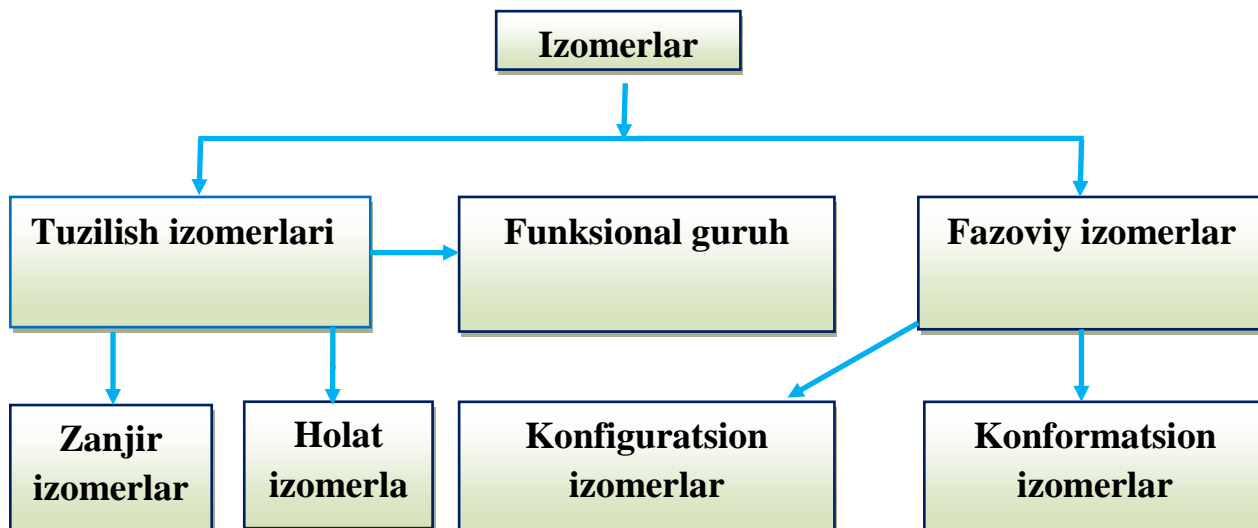 Izomerlar
Tuzilish izomerlari
Funksional guruh
Fazoviy izomerlar
Zanjir
izomerlar
Holat
izomerla
Konfiguratsion
izomerlar
Konformatsion
izomerlar